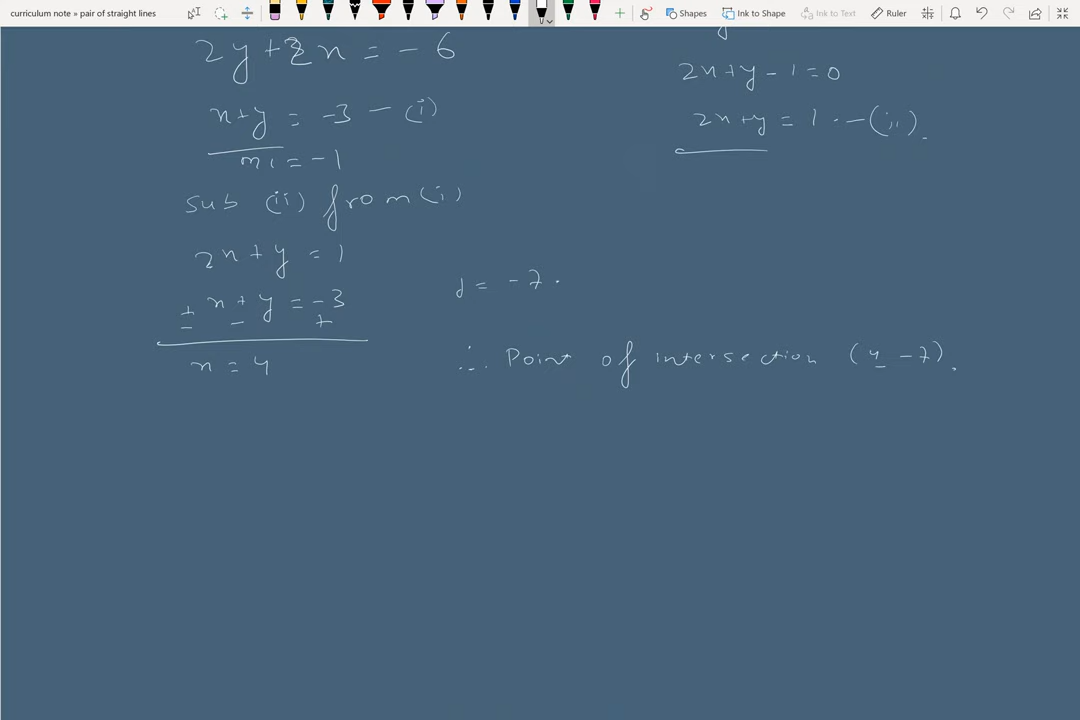 curriculum note » pair of straight lines
Shapes
Ink to Shape
Ink to Text
Ruler
2y+2x = - 6
x+y = -3 - (i)
m1 = -1
2x+y-1=0
2x+y = 1 - (ii).
sub (ii) from (i)
2x + y = 1
± x + y = -3
- - +
x = 4
y = -7.
∴ Point of intersection (4 -7).